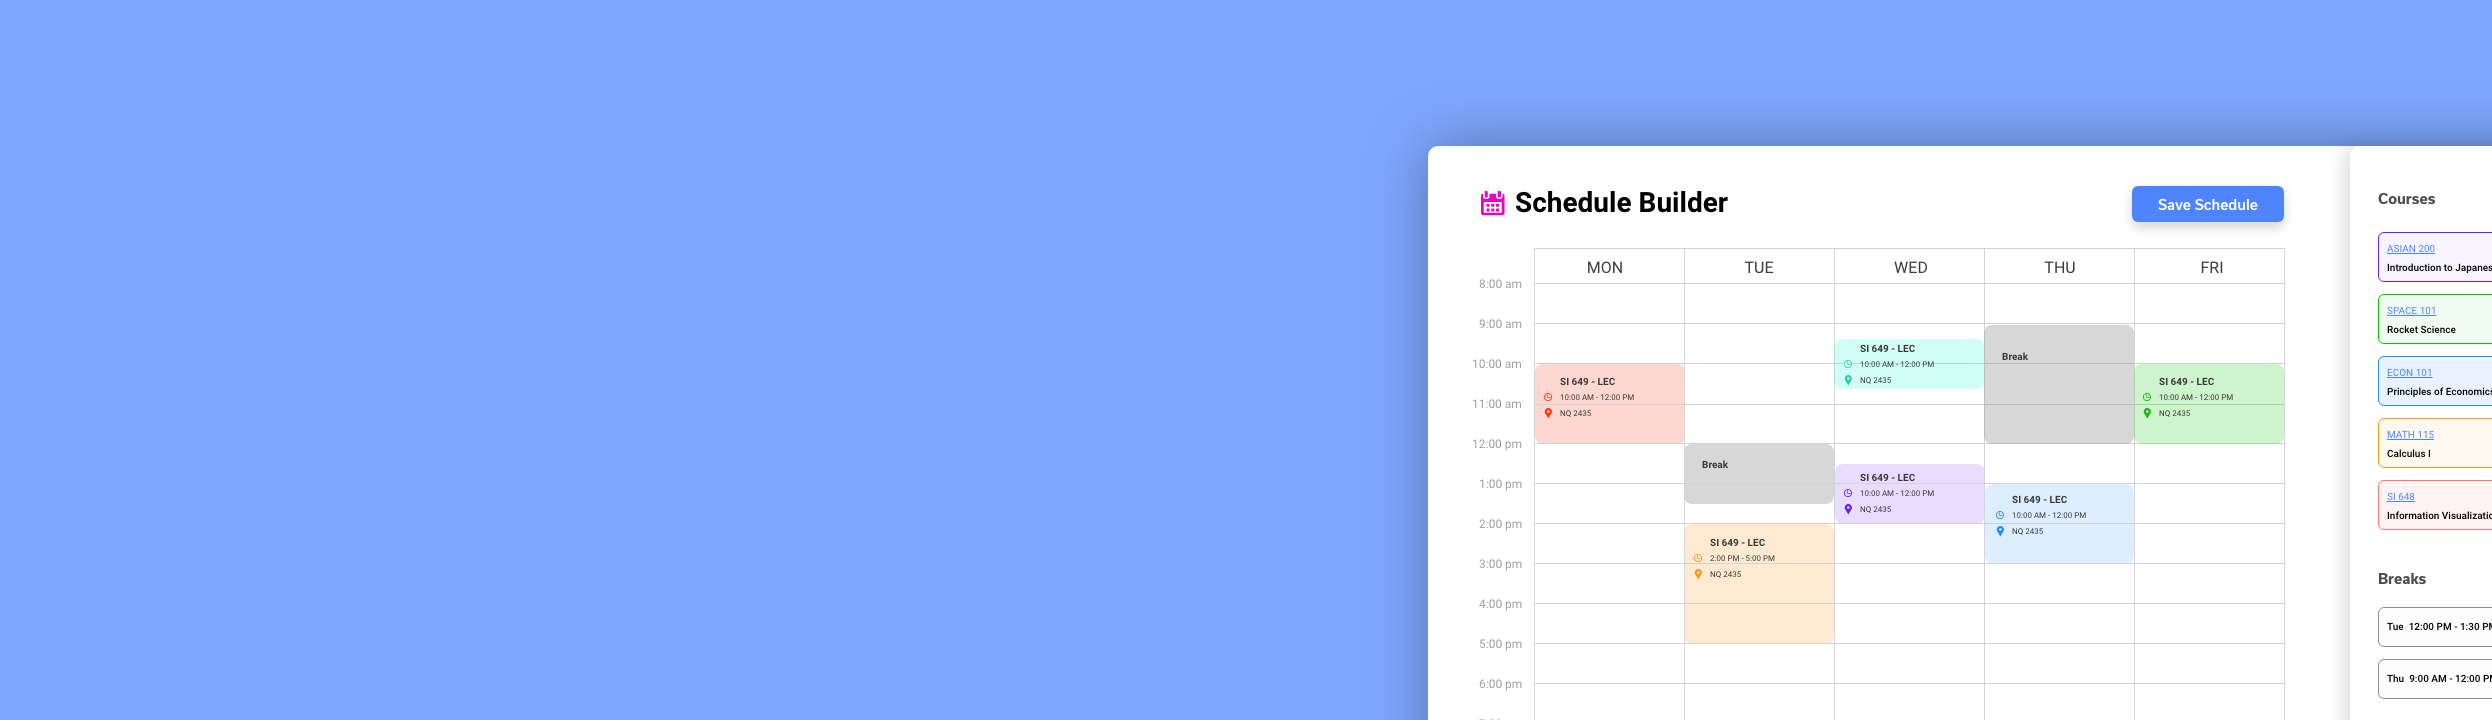 Schedule Builder
Save Schedule
MON TUE WED THU FRI
8:00 am
9:00 am
10:00 am
11:00 am
12:00 pm
1:00 pm
2:00 pm
3:00 pm
4:00 pm
5:00 pm
6:00 pm
SI 649 - LEC
10:00 AM - 12:00 PM
NQ 2435
Break
SI 649 - LEC
2:00 PM - 5:00 PM
NQ 2435
SI 649 - LEC
10:00 AM - 12:00 PM
NQ 2435
SI 649 - LEC
10:00 AM - 12:00 PM
NQ 2435
Break
SI 649 - LEC
10:00 AM - 12:00 PM
NQ 2435
SI 649 - LEC
10:00 AM - 12:00 PM
NQ 2435
Courses
ASIAN 200
Introduction to Japanes
SPACE 101
Rocket Science
ECON 101
Principles of Economics
MATH 115
Calculus I
SI 648
Information Visualizatio
Breaks
Tue 12:00 PM - 1:30 PM
Thu 9:00 AM - 12:00 PM